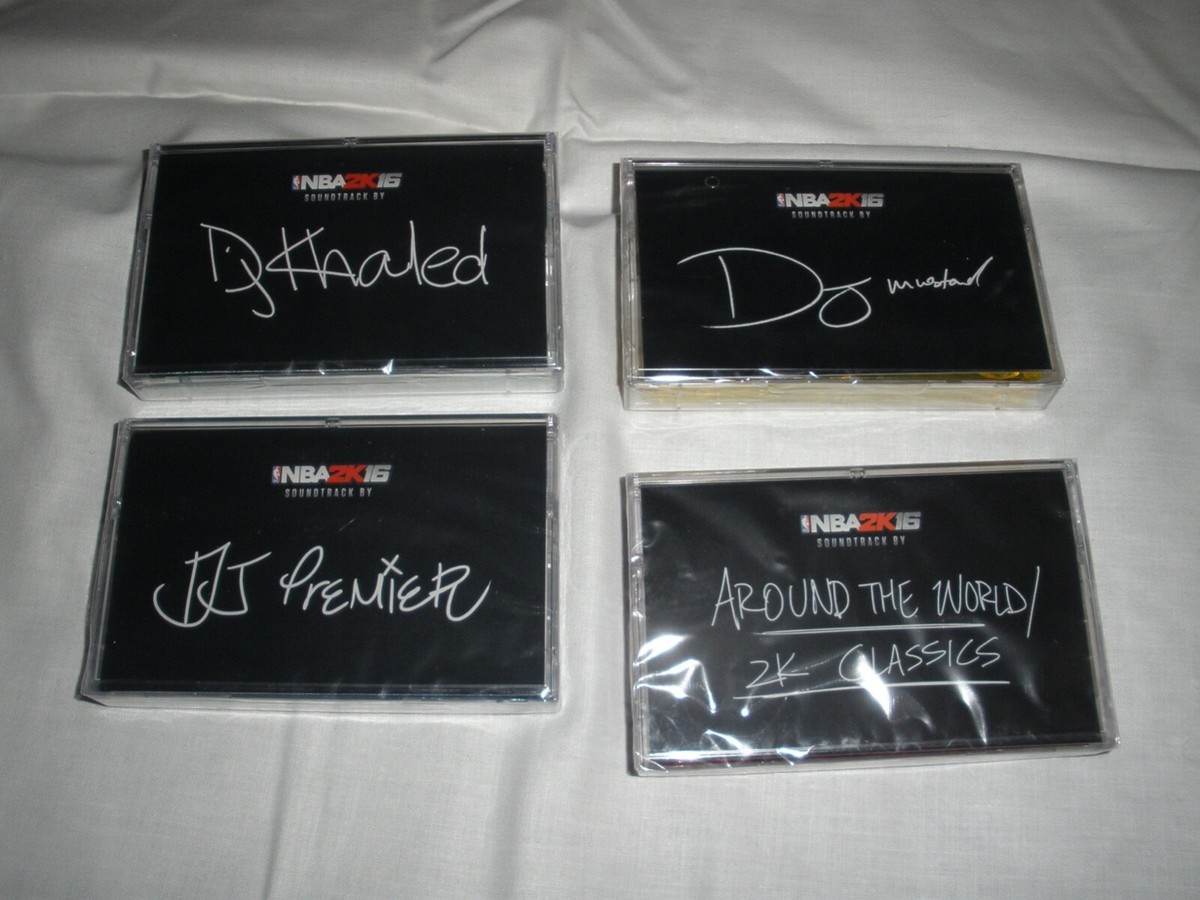 NBA2K16
SOUNDTRACK BY
Dj Khaled
NBA2K16
SOUNDTRACK BY
Dj mustard
NBA2K16
SOUNDTRACK BY
DJ PREMiER
NBA2K16
SOUNDTRACK BY
AROUND THE WORLD/
2K CLASSICS